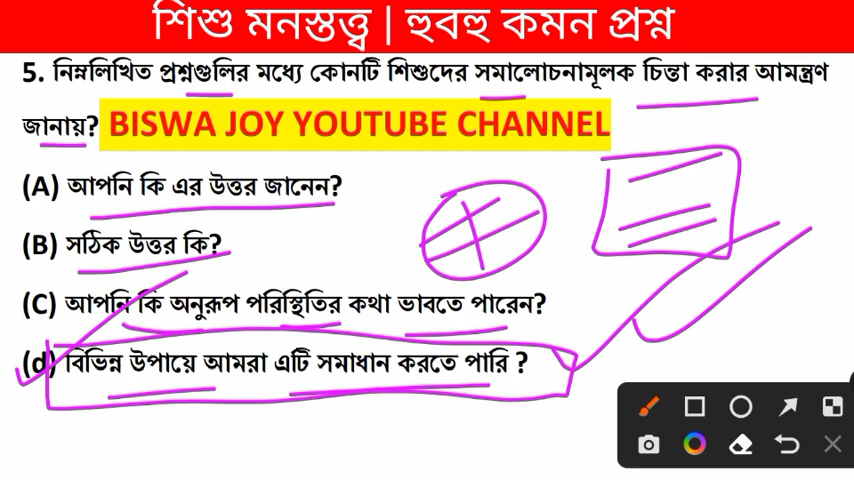 শিশু মনস্তত্ত্ব | হুবহু কমন প্রশ্ন
5. নিম্নলিখিত প্রশ্নগুলির মধ্যে কোনটি শিশুদের সমালোচনামূলক চিন্তা করার আমন্ত্রণ
জানায়? BISWA JOY YOUTUBE CHANNEL
(A) আপনি কি এর উত্তর জানেন?
(B) সঠিক উত্তর কি?
(C) আপনি কি অনুরূপ পরিস্থিতির কথা ভাবতে পারেন?
(d) বিভিন্ন উপায়ে আমরা এটি সমাধান করতে পারি ?